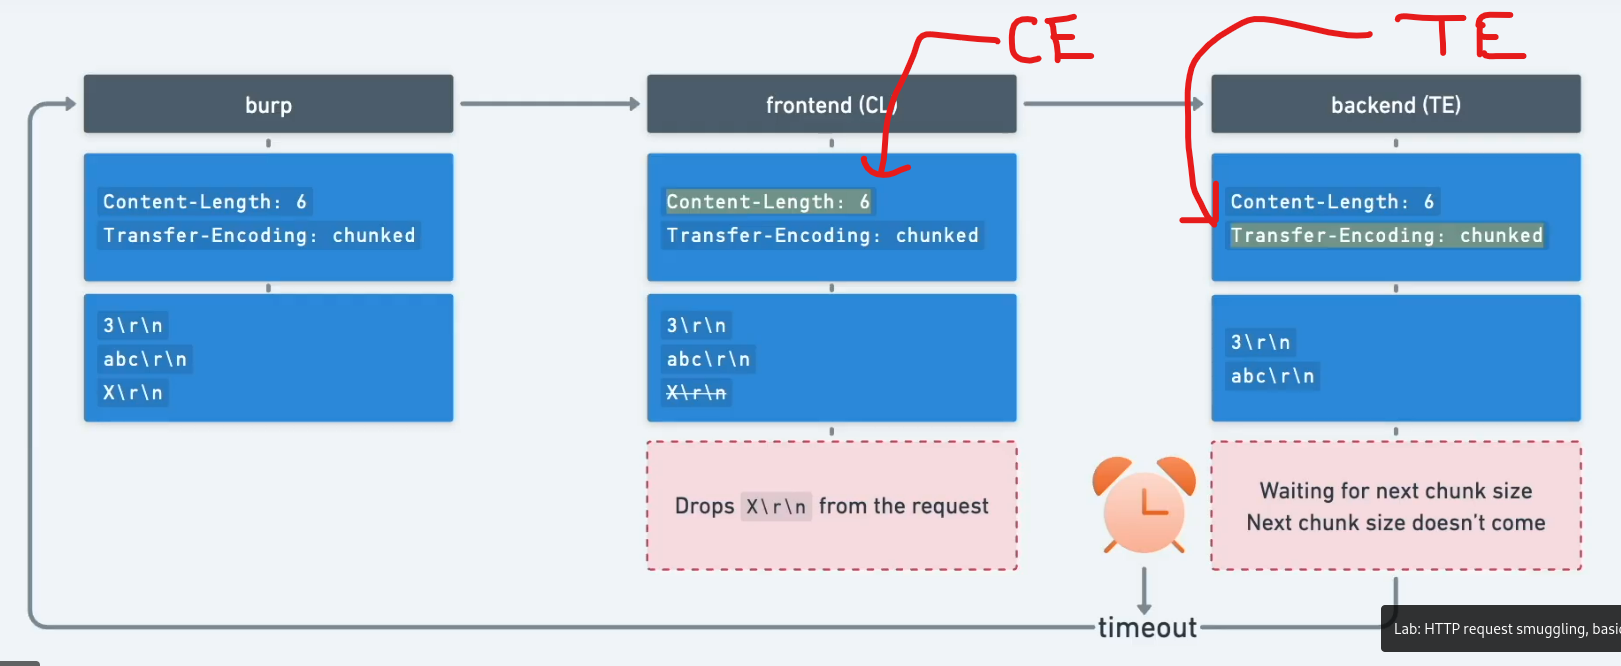 CE
TE
burp
frontend (CL)
backend (TE)
Content-Length: 6
Transfer-Encoding: chunked
Content-Length: 6
Transfer-Encoding: chunked
Content-Length: 6
Transfer-Encoding: chunked
3\r\n
abc\r\n
X\r\n
3\r\n
abc\r\n
X\r\n
3\r\n
abc\r\n
Drops X\r\n from the request
Waiting for next chunk size
Next chunk size doesn't come
timeout
Lab: HTTP request smuggling, basic